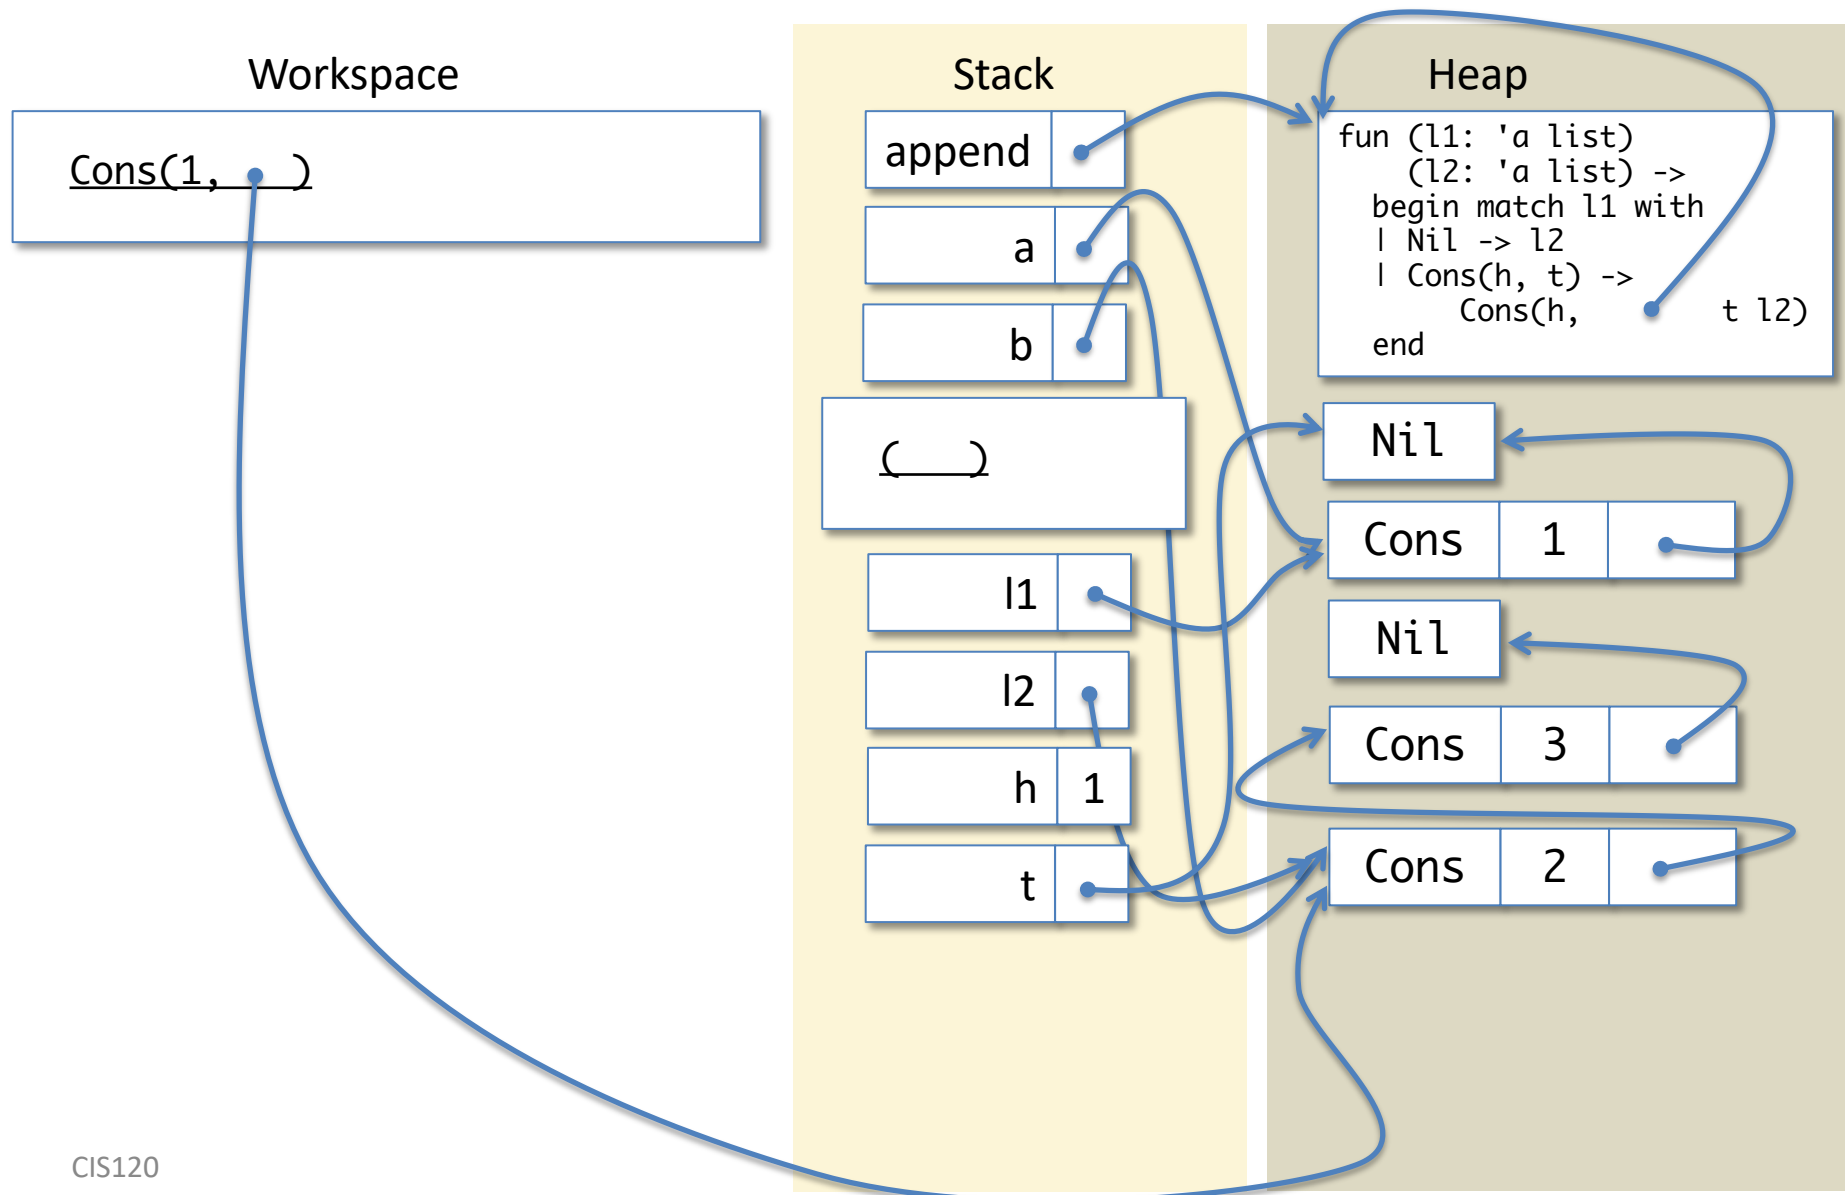 Workspace
Cons(1, )
Stack
append
a
b
( )
l1
l2
h 1
t
Heap
fun (l1: 'a list)
(l2: 'a list) ->
begin match l1 with
| Nil -> l2
| Cons(h, t) ->
Cons(h, t l2)
end
Nil
Cons 1
Nil
Cons 3
Cons 2
CIS120